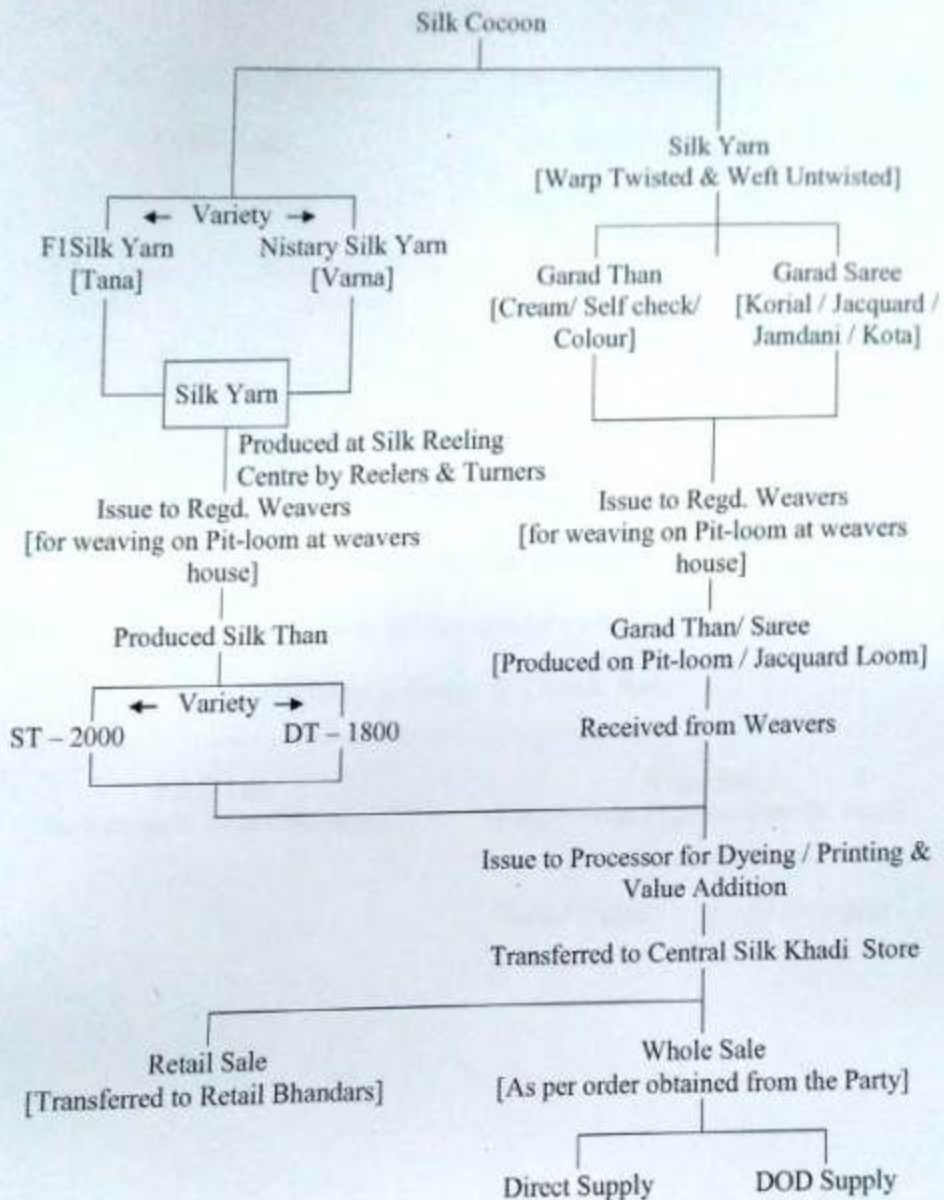 Silk Cocoon
Silk Yarn
[Warp Twisted & Weft Untwisted]
← Variety →
F1Silk Yarn
[Tana]
Nistary Silk Yarn
[Varna]
Garad Than
[Cream/ Self check/
Colour]
Garad Saree
[Korial / Jacquard /
Jamdani / Kota]
Silk Yarn
Produced at Silk Reeling
Centre by Reelers & Turners
Issue to Regd. Weavers
[for weaving on Pit-loom at weavers
house]
Issue to Regd. Weavers
[for weaving on Pit-loom at weavers
house]
Produced Silk Than
Garad Than/ Saree
[Produced on Pit-loom / Jacquard Loom]
← Variety →
ST – 2000
DT – 1800
Received from Weavers
Issue to Processor for Dyeing / Printing &
Value Addition
Transferred to Central Silk Khadi Store
Retail Sale
[Transferred to Retail Bhandars]
Whole Sale
[As per order obtained from the Party]
Direct Supply
DOD Supply